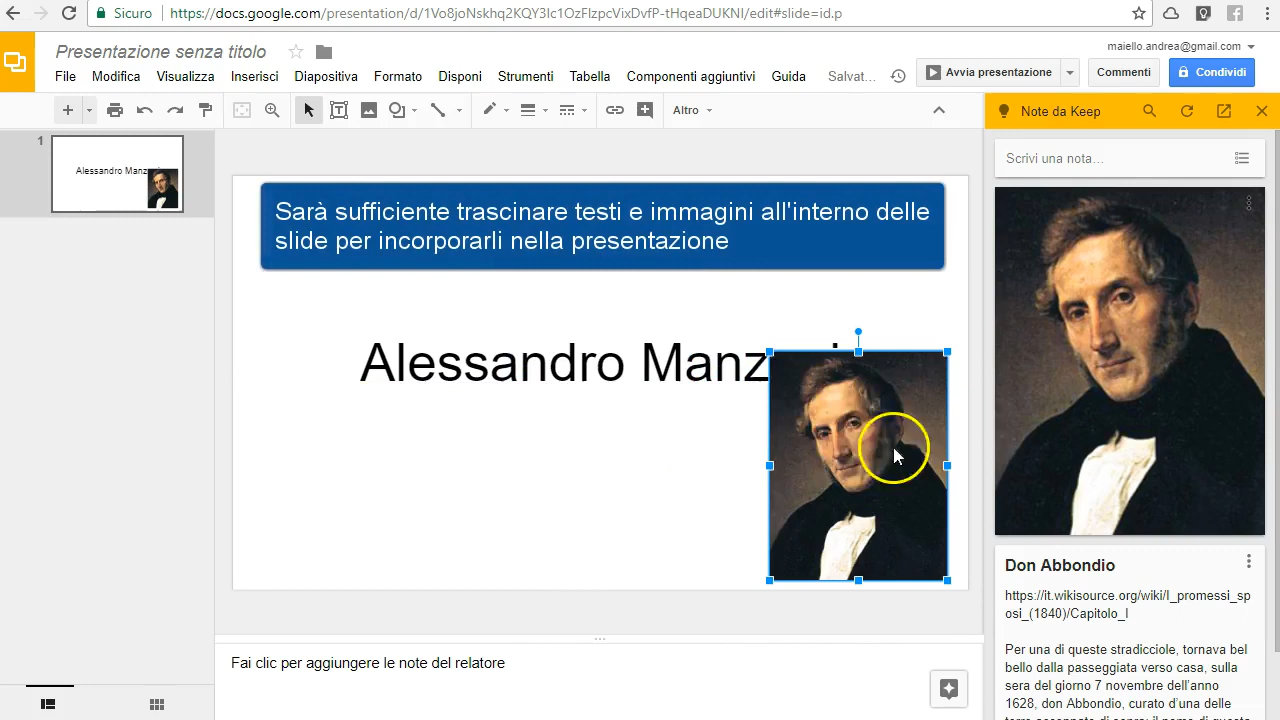 Sicuro
https://docs.google.com/presentation/d/1Vo8joNskhq2KQY3Ic1OzFIzpcVixDvfP-tHqeaDUKNI/edit#slide=id.p
Presentazione senza titolo
maiello.andrea@gmail.com
File Modifica Visualizza Inserisci Diapositiva Formato Disponi Strumenti Tabella Componenti aggiuntivi Guida Salvat...
Avvia presentazione
Commenti
Condividi
Altro
Note da Keep
1
Alessandro Manz
Scrivi una nota...
Sarà sufficiente trascinare testi e immagini all'interno delle
slide per incorporarli nella presentazione
Alessandro Manz
Don Abbondio
https://it.wikisource.org/wiki/I_promessi_sp
osi_(1840)/Capitolo_I
Per una di queste stradicciole, tornava bel
bello dalla passeggiata verso casa, sulla
sera del giorno 7 novembre dell'anno
1628, don Abbondio, curato d'una delle
Fai clic per aggiungere le note del relatore